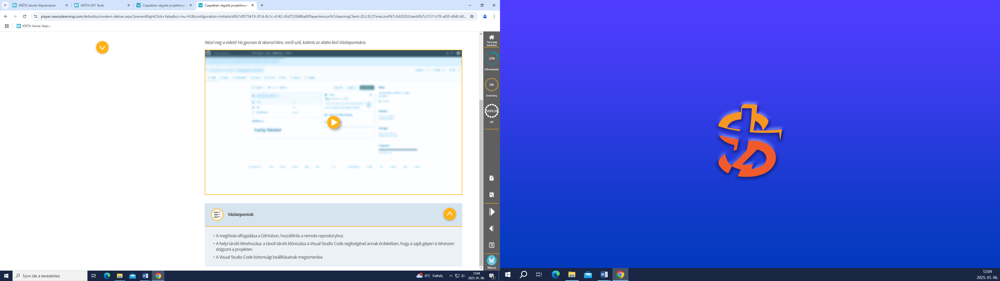 KRÉTA Iskolai Alaprendszer
KRÉTA DKT Tanár
Csapatban végzett projektmun
Csapatban végzett projektmun
player.nexiuslearning.com/defaultui/modern-deliver.aspx?preventRightClick=False&cc=hu-HU&configuration=InitiatorId%7cff375419-3f1d-8c1c-d142-65d7220486a0!PlayerVersion%7clearningClient-20.2.8.2!TimeLimit%7c342025!UserId%7c31311c78-af20-484f-b8...
KRÉTA Iskolai Alapr...
Nézd meg a videót! Ha gyorsan át akarod látni, miről szól, kattints az alatta lévő Vázlatpontokra.
Lucky Kávézó
Tananyag
bezárása
23%
Előrehaladás
0%
Eredmény
5699:34
Idő
Vázlatpontok
• A meghívás elfogadása a GitHubon, hozzáférés a remote repositoryhoz
• A helyi tároló létrehozása: a távoli tároló klónozása a Visual Studio Code segítségével annak érdekében, hogy a saját gépen is lehessen
dolgozni a projekten
• A Visual Studio Code biztonsági beállításainak megismerése
Menü
Írjon ide a kereséshez
6°C Felhős
12:04
2025. 01. 06.
1
12:04
2025. 01. 06.